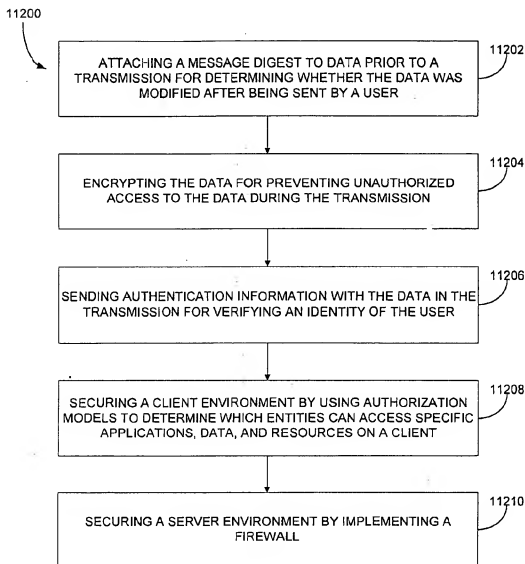 11200
11202
ATTACHING A MESSAGE DIGEST TO DATA PRIOR TO A
TRANSMISSION FOR DETERMINING WHETHER THE DATA WAS
MODIFIED AFTER BEING SENT BY A USER
11204
ENCRYPTING THE DATA FOR PREVENTING UNAUTHORIZED
ACCESS TO THE DATA DURING THE TRANSMISSION
11206
SENDING AUTHENTICATION INFORMATION WITH THE DATA IN THE
TRANSMISSION FOR VERIFYING AN IDENTITY OF THE USER
11208
SECURING A CLIENT ENVIRONMENT BY USING AUTHORIZATION
MODELS TO DETERMINE WHICH ENTITIES CAN ACCESS SPECIFIC
APPLICATIONS, DATA, AND RESOURCES ON A CLIENT
11210
SECURING A SERVER ENVIRONMENT BY IMPLEMENTING A
FIREWALL